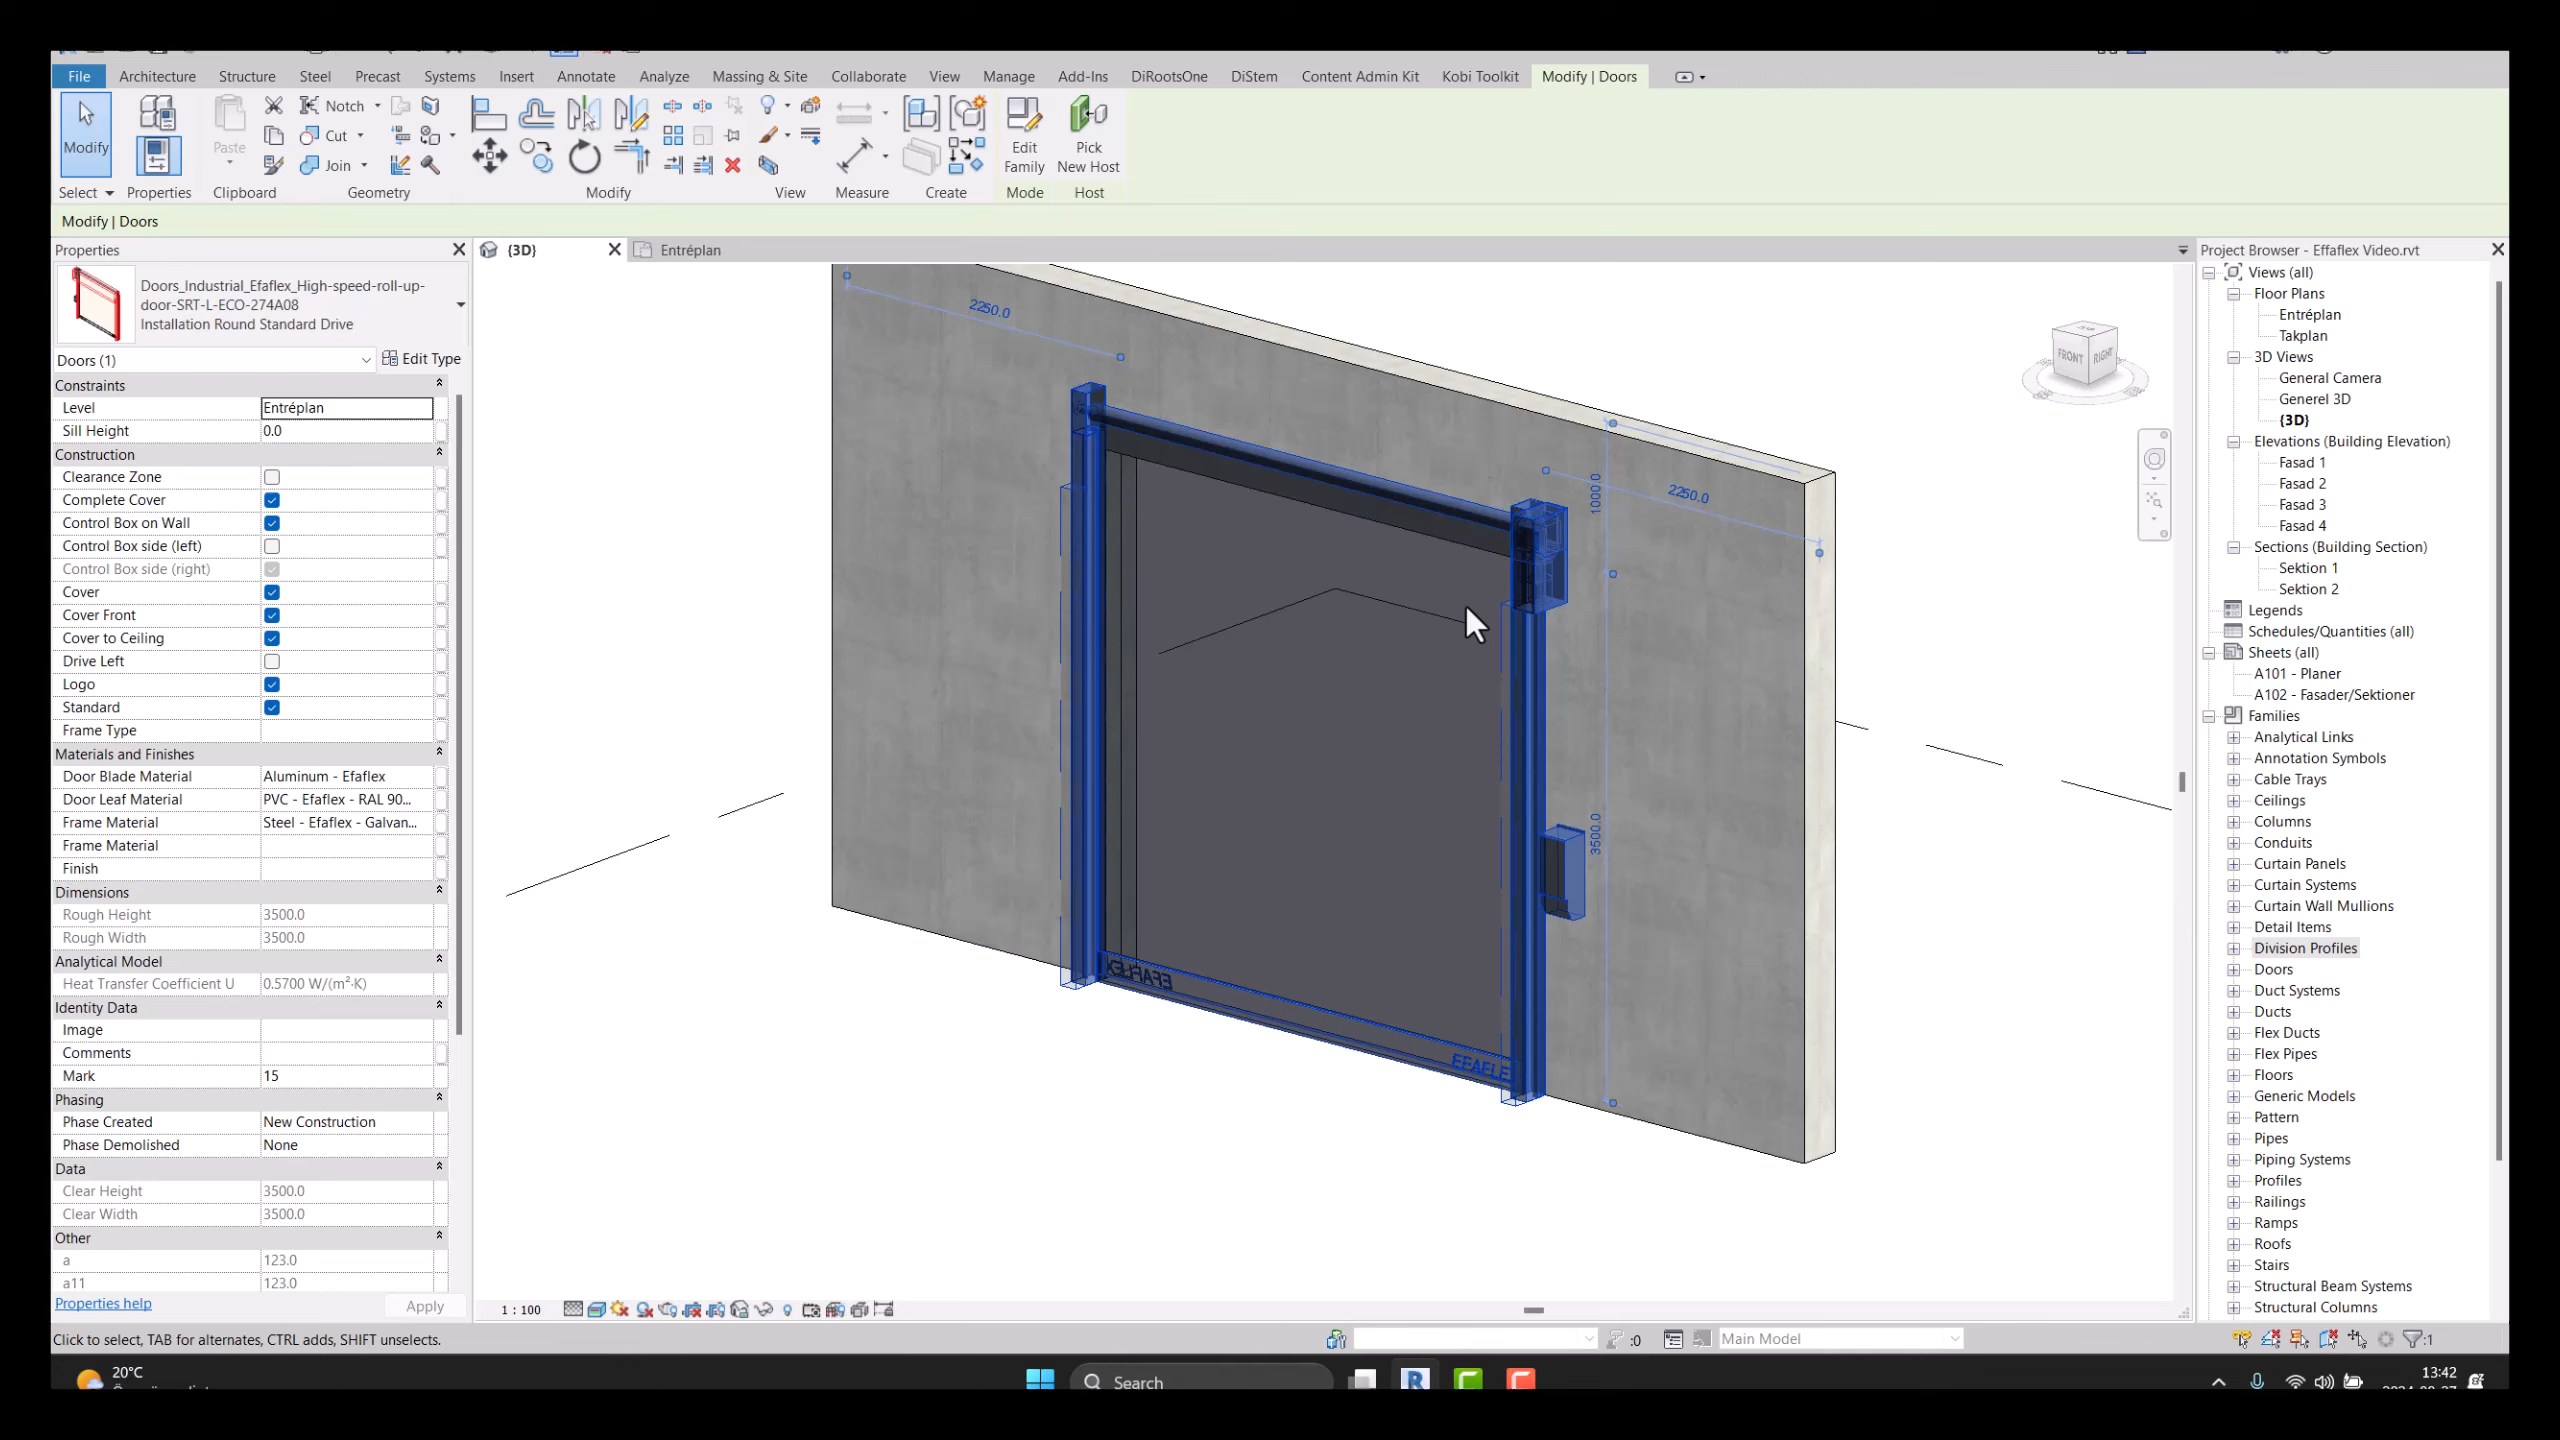 File Architecture Structure Steel Precast Systems Insert Annotate Analyze Massing & Site Collaborate View Manage Add-Ins DiRootsOne DiStem Content Admin Kit Kobi Toolkit Modify | Doors
Modify
Paste
Notch
Cut
Join
Edit Family
Pick New Host
Select Properties Clipboard Geometry Modify View Measure Create Mode Host
Modify | Doors
Properties
Doors_Industrial_Efaflex_High-speed-roll-up-
door-SRT-L-ECO-274A08
Installation Round Standard Drive
Doors (1) Edit Type
Constraints
Level Entréplan
Sill Height 0.0
Construction
Clearance Zone
Complete Cover
Control Box on Wall
Control Box side (left)
Control Box side (right)
Cover
Cover Front
Cover to Ceiling
Drive Left
Logo
Standard
Frame Type
Materials and Finishes
Door Blade Material Aluminum - Efaflex
Door Leaf Material PVC - Efaflex - RAL 90...
Frame Material Steel - Efaflex - Galvan...
Frame Material
Finish
Dimensions
Rough Height 3500.0
Rough Width 3500.0
Analytical Model
Heat Transfer Coefficient U 0.5700 W/(m²·K)
Identity Data
Image
Comments
Mark 15
Phasing
Phase Created New Construction
Phase Demolished None
Data
Clear Height 3500.0
Clear Width 3500.0
Other
a 123.0
a11 123.0
Properties help Apply
{3D} Entréplan
2250.0
2250.0
1000.0
3500.0
FRONT RIGHT
EFAFLEX
EFAFLE
1 : 100
Project Browser - Effaflex Video.rvt
Views (all)
Floor Plans
Entréplan
Takplan
3D Views
General Camera
Generel 3D
{3D}
Elevations (Building Elevation)
Fasad 1
Fasad 2
Fasad 3
Fasad 4
Sections (Building Section)
Sektion 1
Sektion 2
Legends
Schedules/Quantities (all)
Sheets (all)
A101 - Planer
A102 - Fasader/Sektioner
Families
Analytical Links
Annotation Symbols
Cable Trays
Ceilings
Columns
Conduits
Curtain Panels
Curtain Systems
Curtain Wall Mullions
Detail Items
Division Profiles
Doors
Duct Systems
Ducts
Flex Ducts
Flex Pipes
Floors
Generic Models
Pattern
Pipes
Piping Systems
Profiles
Railings
Ramps
Roofs
Stairs
Structural Beam Systems
Structural Columns
Click to select, TAB for alternates, CTRL adds, SHIFT unselects.
:0 Main Model :1
20°C
Search
13:42